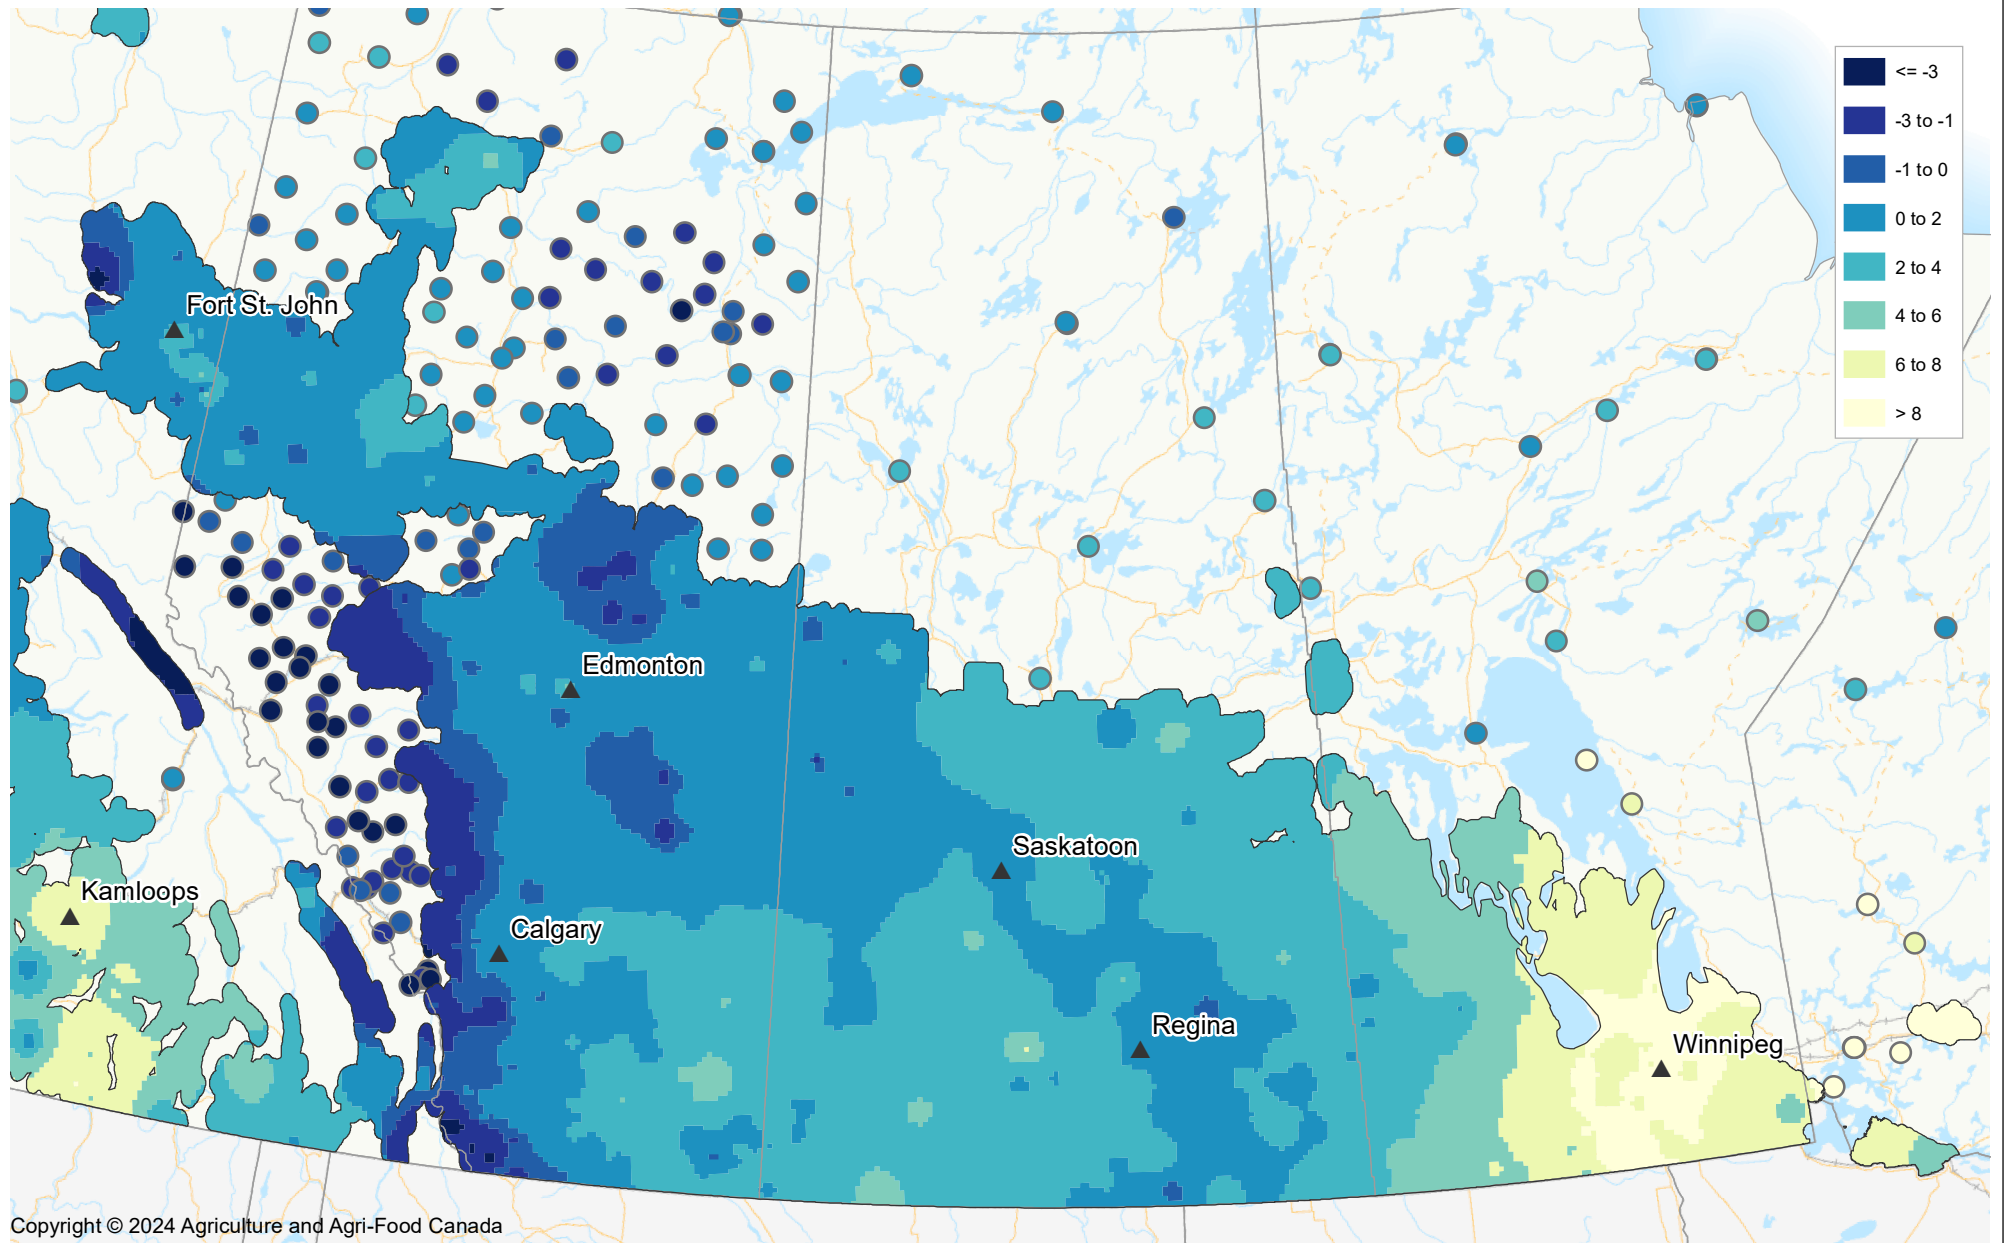 <= -3
-3 to -1
-1 to 0
0 to 2
2 to 4
4 to 6
6 to 8
> 8
Fort St. John
Edmonton
Saskatoon
Kamloops
Calgary
Regina
Winnipeg
Copyright © 2024 Agriculture and Agri-Food Canada